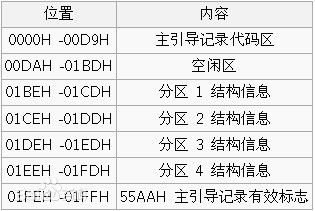 位置 内容
0000H -00D9H 主引导记录代码区
00DAH -01BDH 空闲区
01BEH -01CDH 分区 1 结构信息
01CEH -01DDH 分区 2 结构信息
01DEH -01EDH 分区 3 结构信息
01EEH -01FDH 分区 4 结构信息
01FEH -01FFH 55AAH 主引导记录有效标志